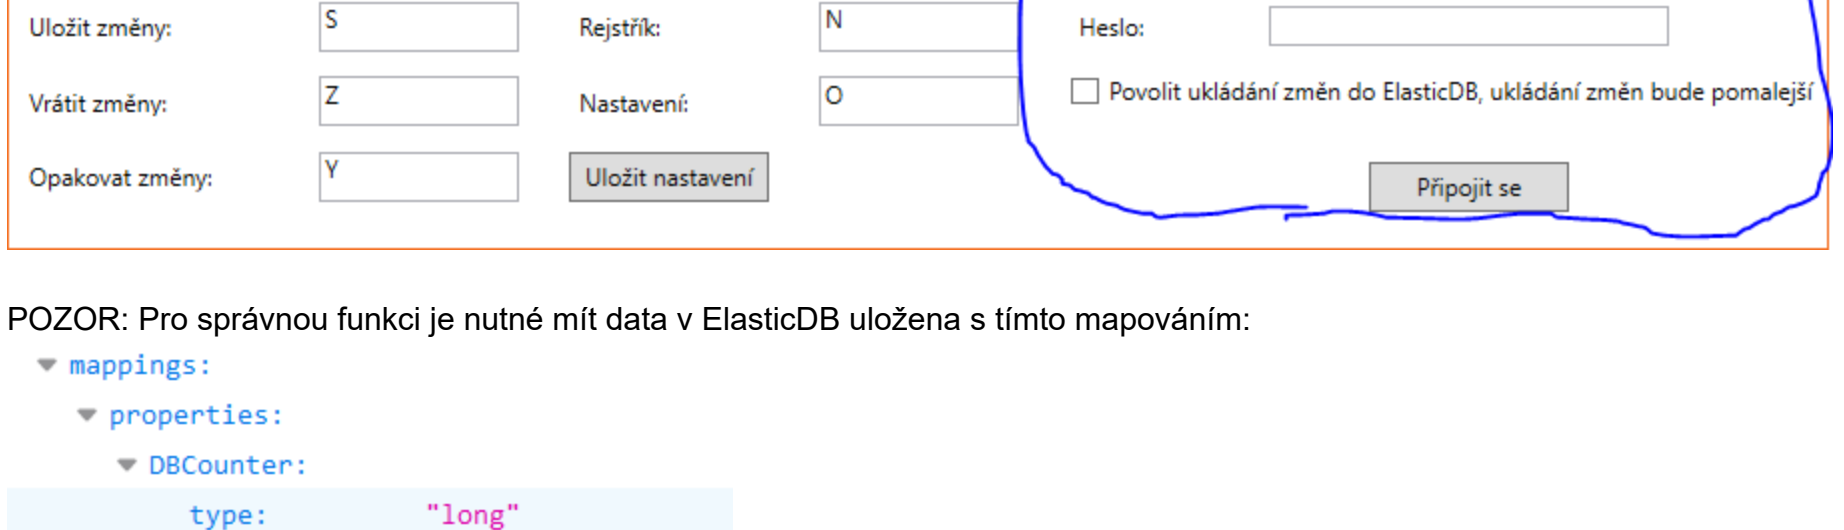 Uložit změny: S Rejstřík: N Heslo:
Vrátit změny: Z Nastavení: O Povolit ukládání změn do ElasticDB, ukládání změn bude pomalejší
Opakovat změny: Y Uložit nastavení Připojit se
POZOR: Pro správnou funkci je nutné mít data v ElasticDB uložena s tímto mapováním:
mappings:
properties:
DBCounter:
type: "long"